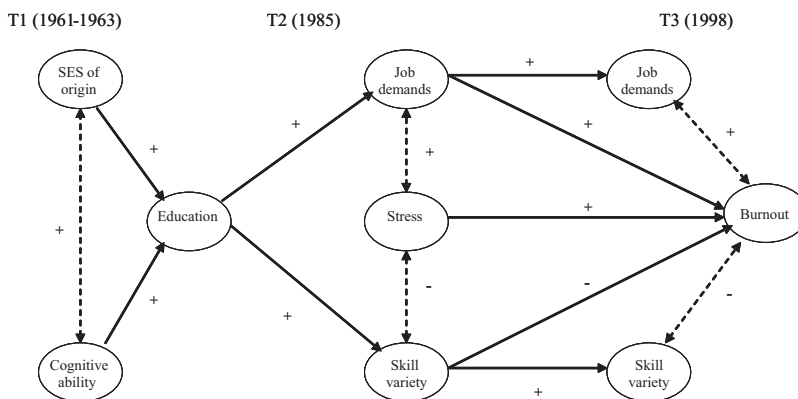 T1 (1961-1963)
T2 (1985)
T3 (1998)
SES of
origin
Job
demands
Job
demands
+
+
+
+
+
+
+
Education
Stress
+
Burnout
+
+
+
-
-
-
Cognitive
ability
Skill
variety
+
Skill
variety